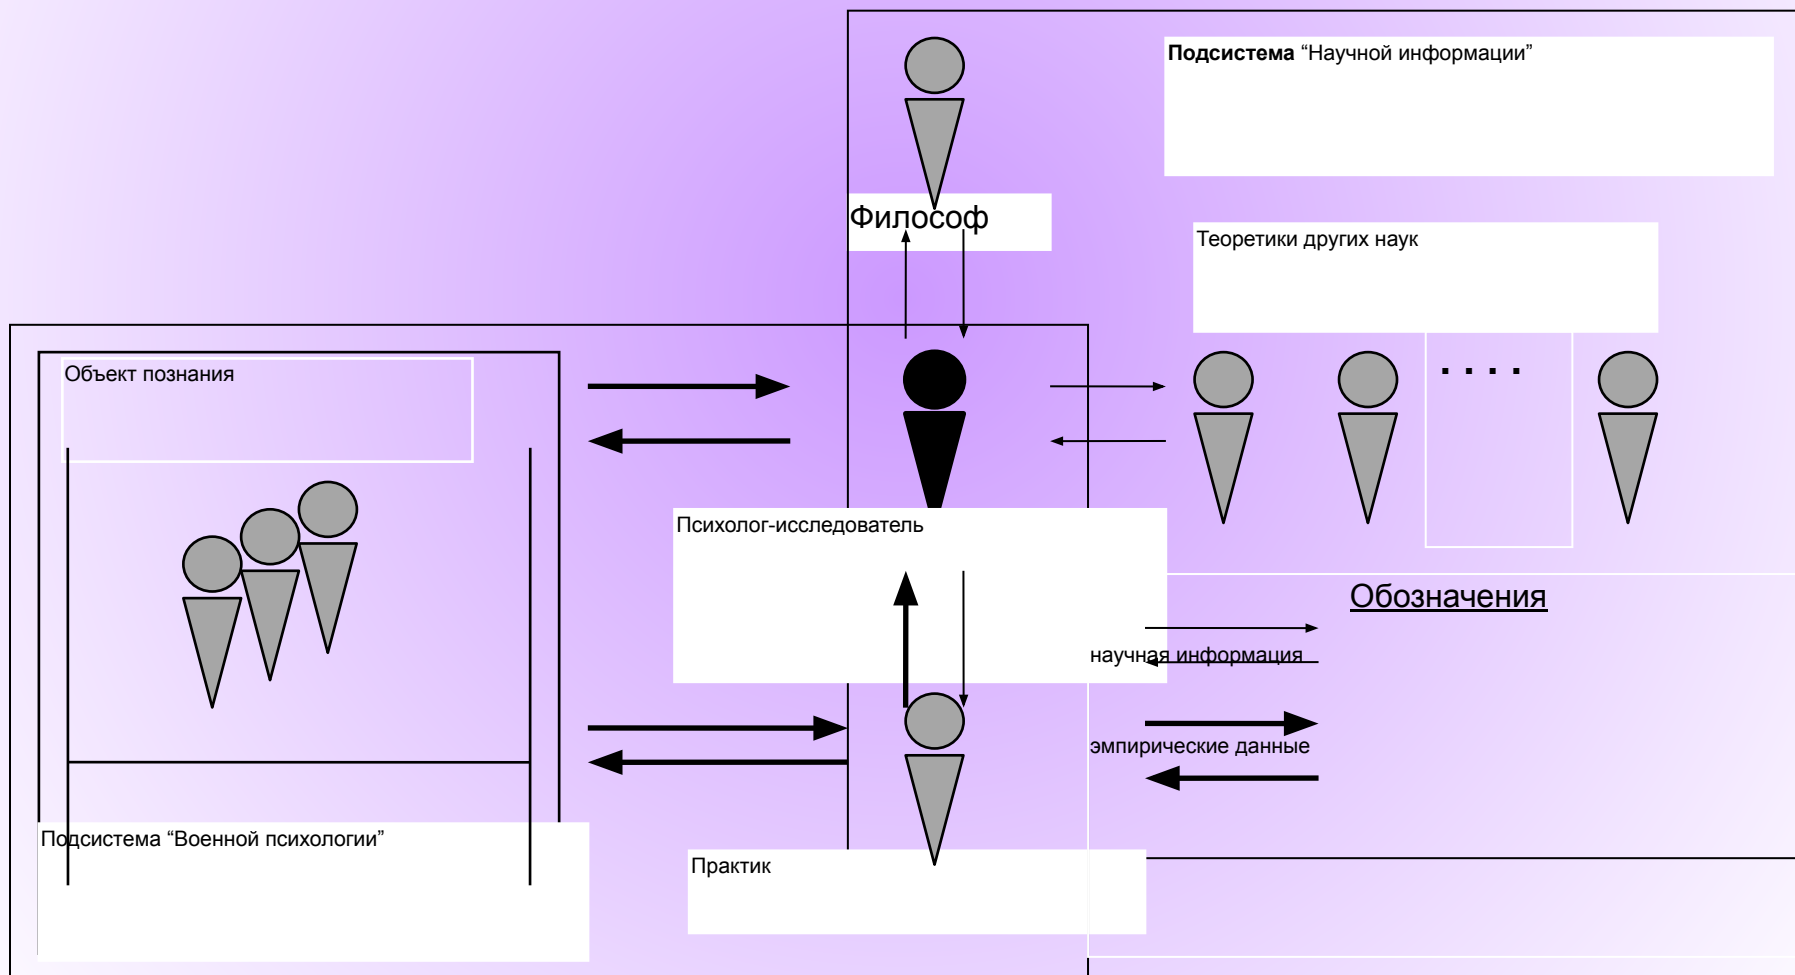 Подсистема “Научной информации”
Философ
Теоретики других наук
Объект познания
. . . .
Психолог-исследователь
Обозначения
научная информация
эмпирические данные
Подсистема “Военной психологии”
Практик